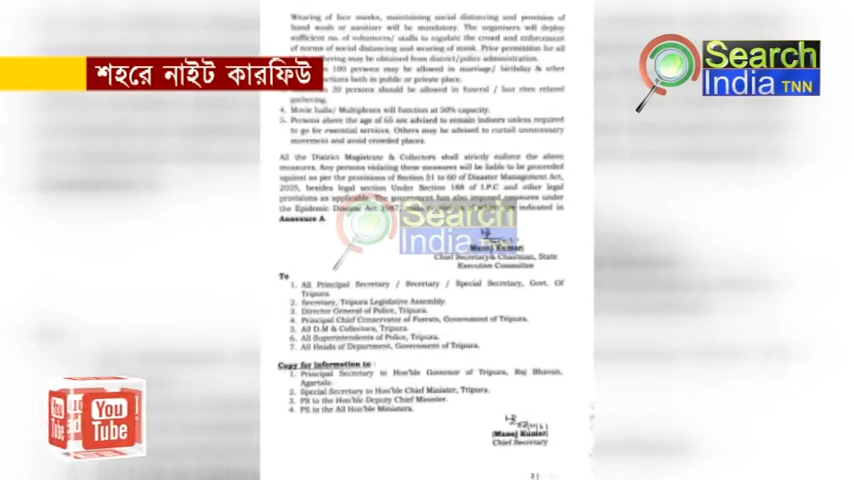 Wearing of face masks, maintaining social distancing and provision of
hand wash or sanitizer will be mandatory. The organisers will deploy
sufficient no. of volunteers/ staffs to regulate the crowd and enforcement
of norms of social distancing and wearing of mask. Prior permission for all
may be obtained from district/police administration.
100 persons may be allowed in marriage/ birthday & other
both in public or private place.
20 persons should be allowed in funeral / last rites related
gathering.
4. Movie halls/ Multiplexes will function at 50% capacity.
5. Persons above the age of 65 are advised to remain indoors unless required
to go for essential services. Others may be advised to curtail unnecessary
movement and avoid crowded places.
All the District Magistrate & Collectors shall strictly enforce the above
measures. Any persons violating these measures will be liable to be proceeded
against as per the provisions of Section 51 to 60 of Disaster Management Act,
2005, besides legal section Under Section 188 of I.P.C and other legal
provisions as applicable. The government has also imposed measures under
the Epidemic Disease Act indicated in
Annexure A
(Manoj Kumar)
Chief Secretary & Chairman, State
Executive Committee
To
1. All Principal Secretary / Secretary / Special Secretary, Govt. Of
Tripura.
2. Secretary, Tripura Legislative Assembly.
3. Director General of Police, Tripura.
4. Principal Chief Conservator of Forests, Government of Tripura.
5. All D.M & Collectors, Tripura.
6. All Superintendents of Police, Tripura.
7. All Heads of Department, Government of Tripura.
Copy for information to :
1. Principal Secretary to Hon'ble Governor of Tripura, Raj Bhavan,
Agartala.
2. Special Secretary to Hon'ble Chief Minister, Tripura.
3. PS to the Hon'ble Deputy Chief Minister.
4. PS to the All Hon'ble Ministers.
(Manoj Kumar)
Chief Secretary
2 |
শহরে নাইট কারফিউ
Search
India TNN
Search
India TNN
You
Tube